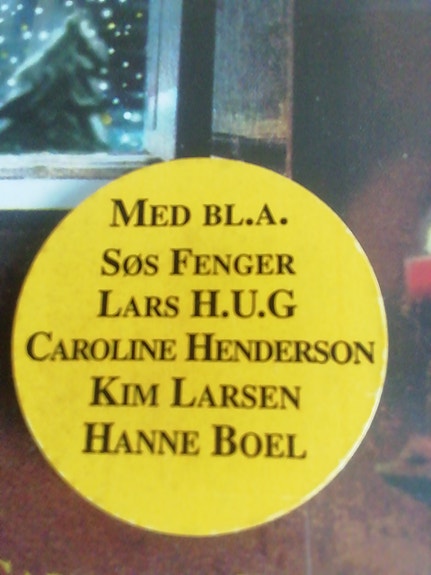 MED BL.A.
SØS FENGER
LARS H.U.G
CAROLINE HENDERSON
KIM LARSEN
HANNE BOEL